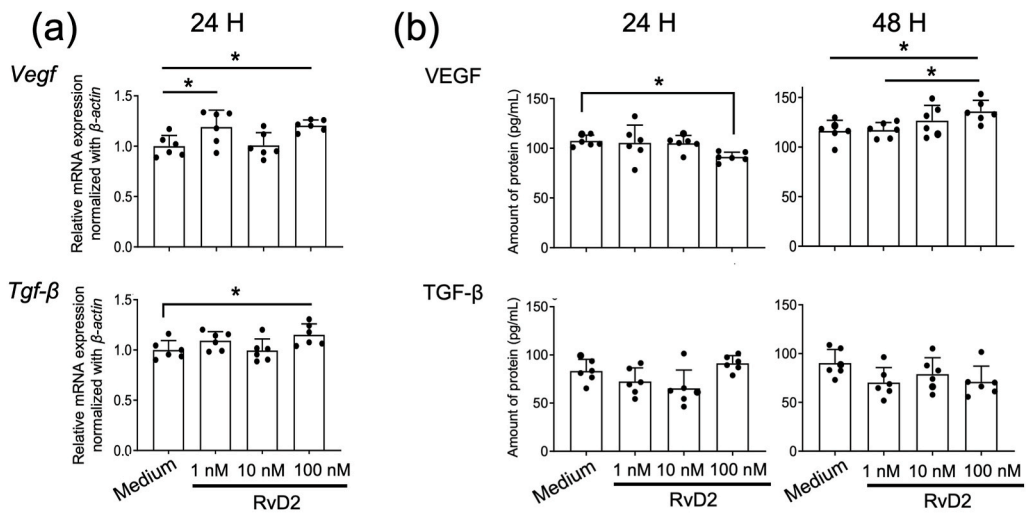 (a)
24 H
(b)
24 H
48 H
Vegf
*
*
Relative mRNA expression
normalized with β-actin
1.5
1.0
0.5
0.0
VEGF
*
Amount of protein (pg/mL)
150
100
50
0
*
*
150
100
50
0
Tgf-β
*
Relative mRNA expression
normalized with β-actin
1.5
1.0
0.5
0.0
Medium
1 nM 10 nM 100 nM
RvD2
TGF-β
Amount of protein (pg/mL)
150
100
50
0
Medium
1 nM 10 nM 100 nM
RvD2
150
100
50
0
Medium
1 nM 10 nM 100 nM
RvD2